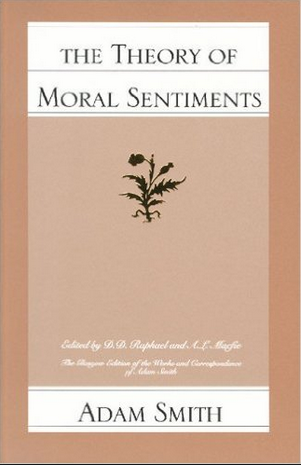 THE THEORY OF
MORAL SENTIMENTS
Edited by D.D. Raphael and A.L. Macfie
The Glasgow Edition of the Works and Correspondence
of Adam Smith
ADAM SMITH